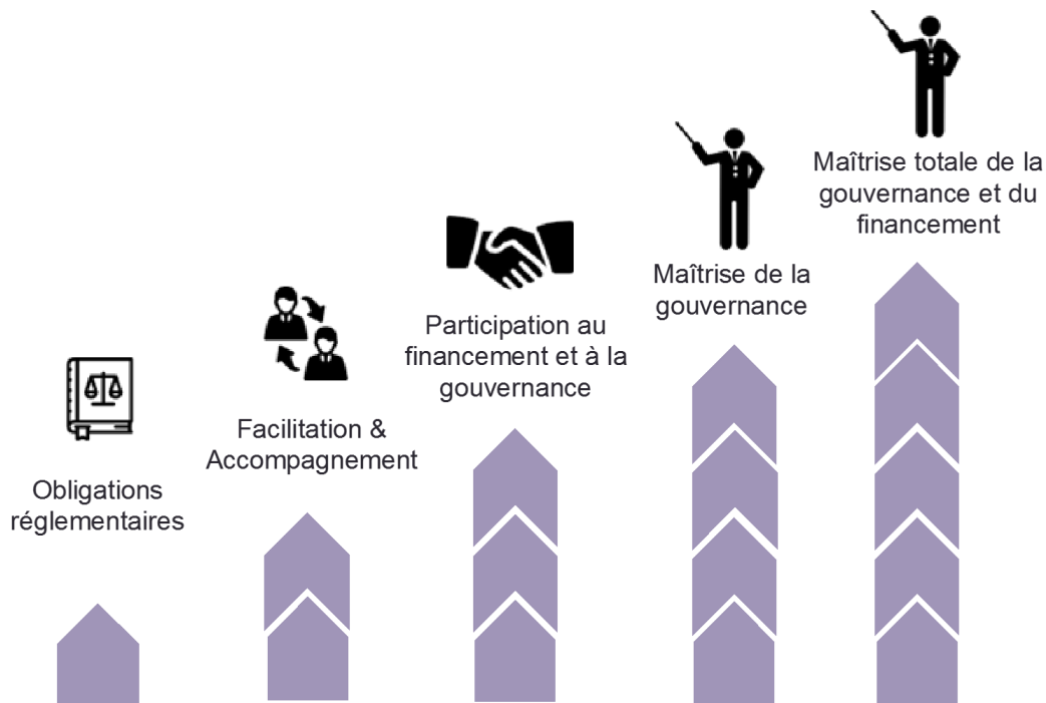 Obligations
réglementaires
Facilitation &
Accompagnement
Participation au
financement et à la
gouvernance
Maîtrise de la
gouvernance
Maîtrise totale de la
gouvernance et du
financement